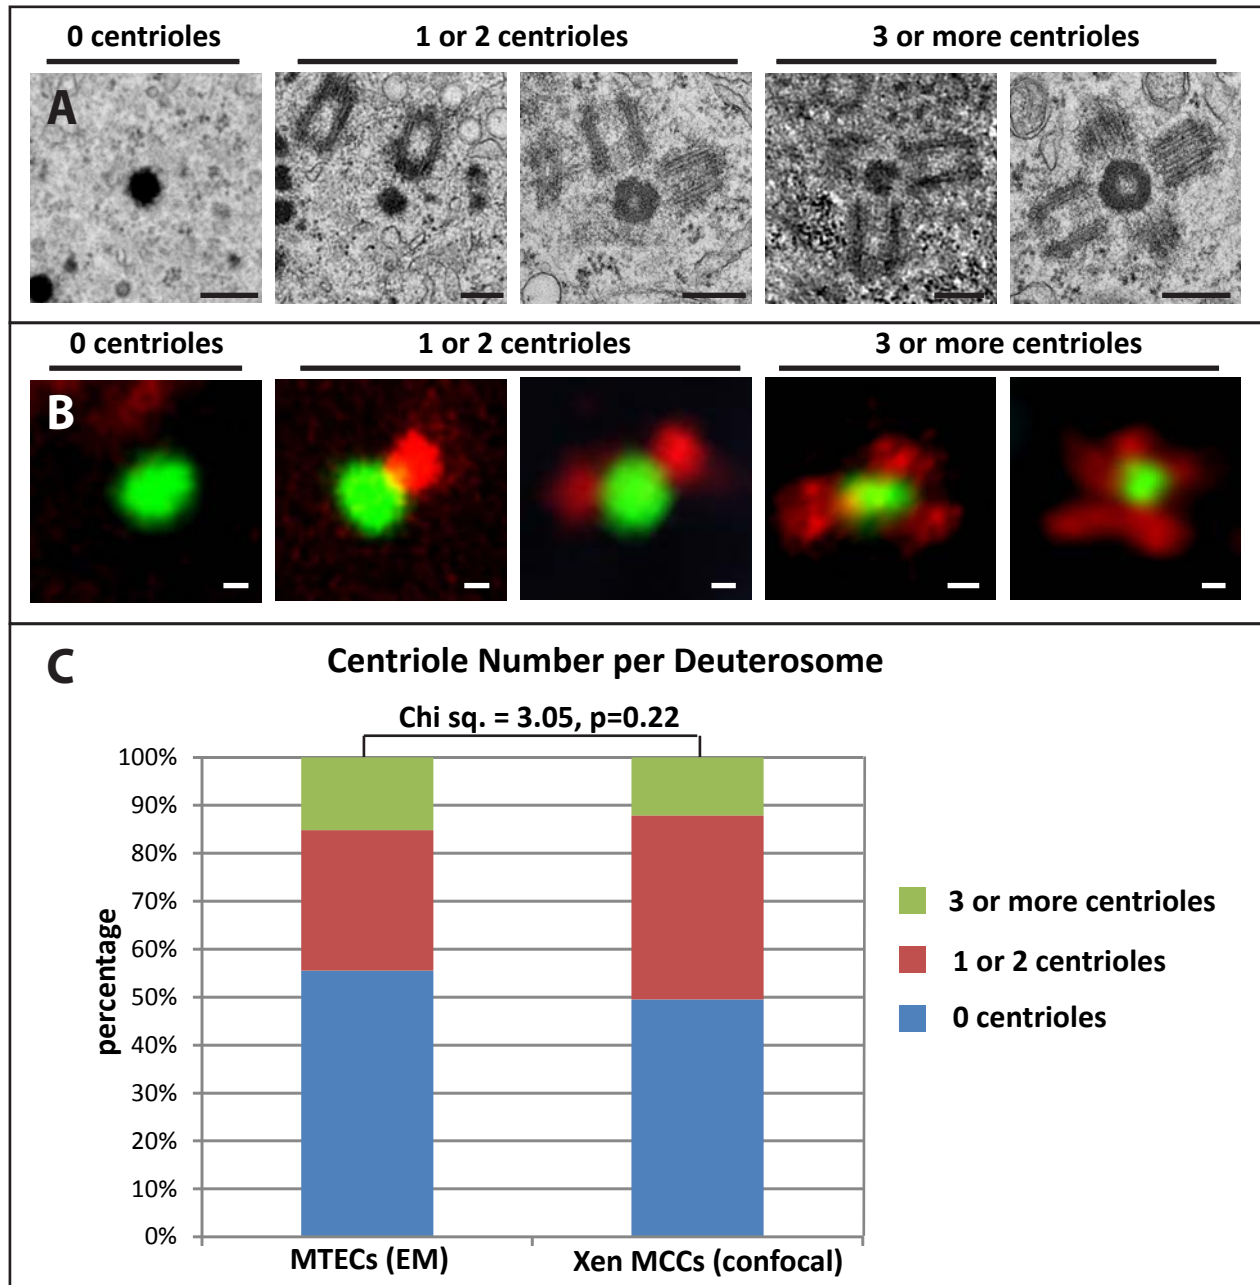 0 centrioles
1 or 2 centrioles
3 or more centrioles
A
0 centrioles
1 or 2 centrioles
3 or more centrioles
B
C
Centriole Number per Deuterosome
Chi sq. = 3.05, p=0.22
100%
90%
80%
70%
60%
50%
40%
30%
20%
10%
0%
percentage
MTECs (EM)
Xen MCCs (confocal)
3 or more centrioles
1 or 2 centrioles
0 centrioles